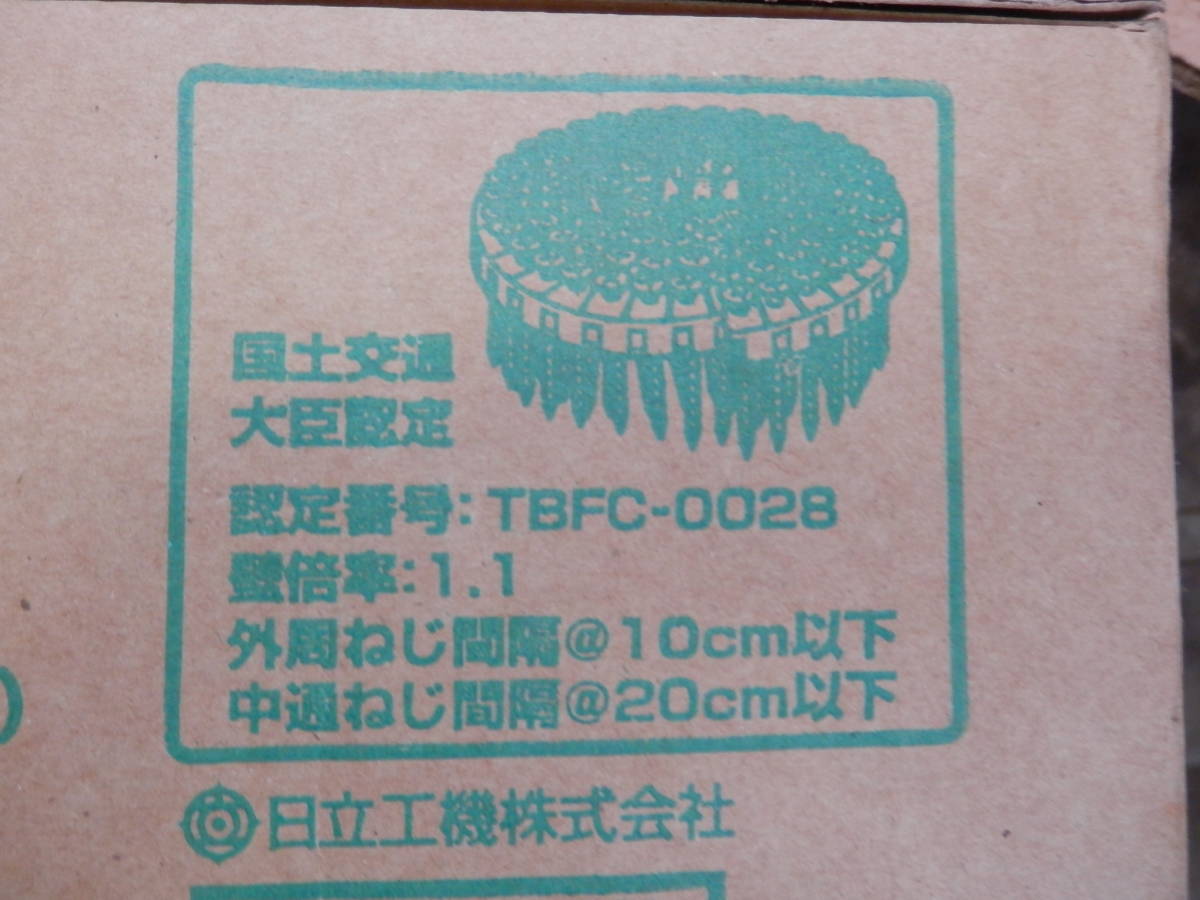 国土交通
大臣認定
認定番号:TBFC-0028
壁倍率:1.1
外周ねじ間隔@10cm以下
中通ねじ間隔@20cm以下
日立工機株式会社